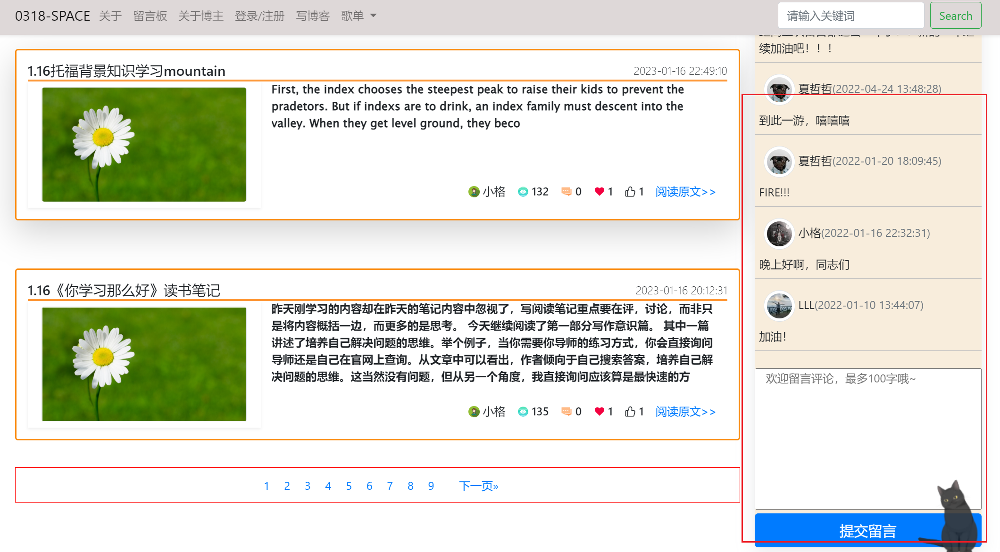 0318-SPACE 关于 留言板 关于博主 登录/注册 写博客 歌单 请输入关键词 Search
1.16托福背景知识学习mountain 2023-01-16 22:49:10
First, the index chooses the steepest peak to raise their kids to prevent the
pradetors. But if indexs are to drink, an index family must descent into the
valley. When they get level ground, they beco
小格 132 0 1 1 阅读原文>>
1.16《你学习那么好》读书笔记 2023-01-16 20:12:31
昨天刚学习的内容却在昨天的笔记内容中忽视了，写阅读笔记重点要在评，讨论，而非只
是将内容概括一边，而更多的是思考。 今天继续阅读了第一部分写作意识篇。 其中一篇
讲述了培养自己解决问题的思维。举个例子，当你需要你导师的练习方式，你会直接询问
导师还是自己在官网上查询。从文章中可以看出，作者倾向于自己搜索答案，培养自己解
决问题的思维。这当然没有问题，但从另一个角度，我直接询问应该算是最快速的方
小格 135 0 1 1 阅读原文>>
1 2 3 4 5 6 7 8 9 下一页»
续加油吧！！！
夏哲哲(2022-04-24 13:48:28)
到此一游，嘻嘻嘻
夏哲哲(2022-01-20 18:09:45)
FIRE!!!
小格(2022-01-16 22:32:31)
晚上好啊，同志们
LLL(2022-01-10 13:44:07)
加油！
欢迎留言评论，最多100字哦~
提交留言